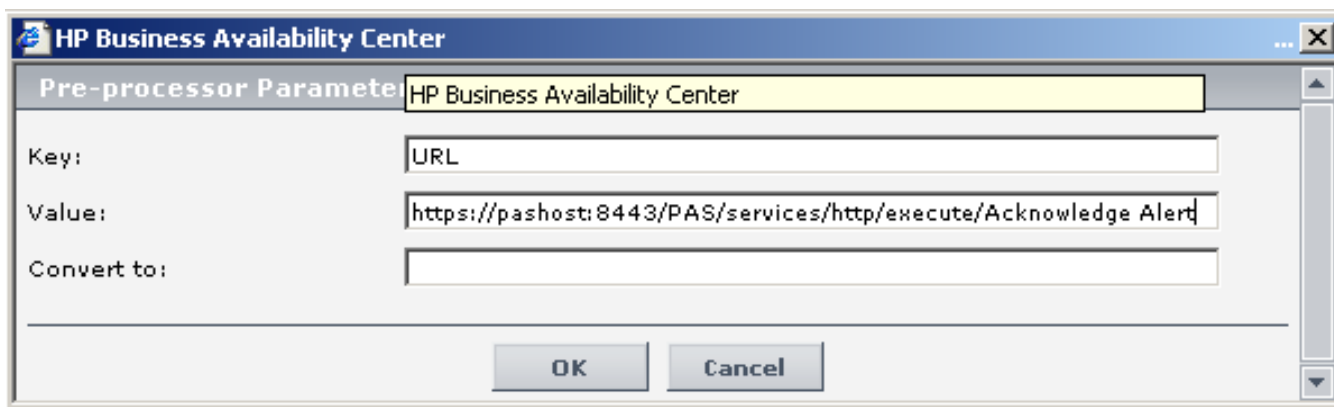 HP Business Availability Center ...
Pre-processor Paramete
HP Business Availability Center
Key: URL
Value: https://pashost:8443/PAS/services/http/execute/Acknowledge Alert
Convert to:
OK Cancel